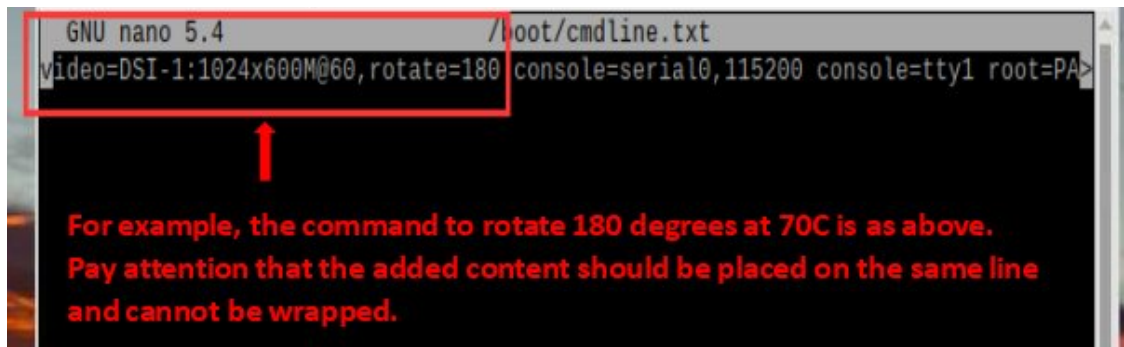 GNU nano 5.4 /boot/cmdline.txt
video=DSI-1:1024x600M@60,rotate=180 console=serial0,115200 console=tty1 root=PA>
For example, the command to rotate 180 degrees at 70C is as above.
Pay attention that the added content should be placed on the same line
and cannot be wrapped.